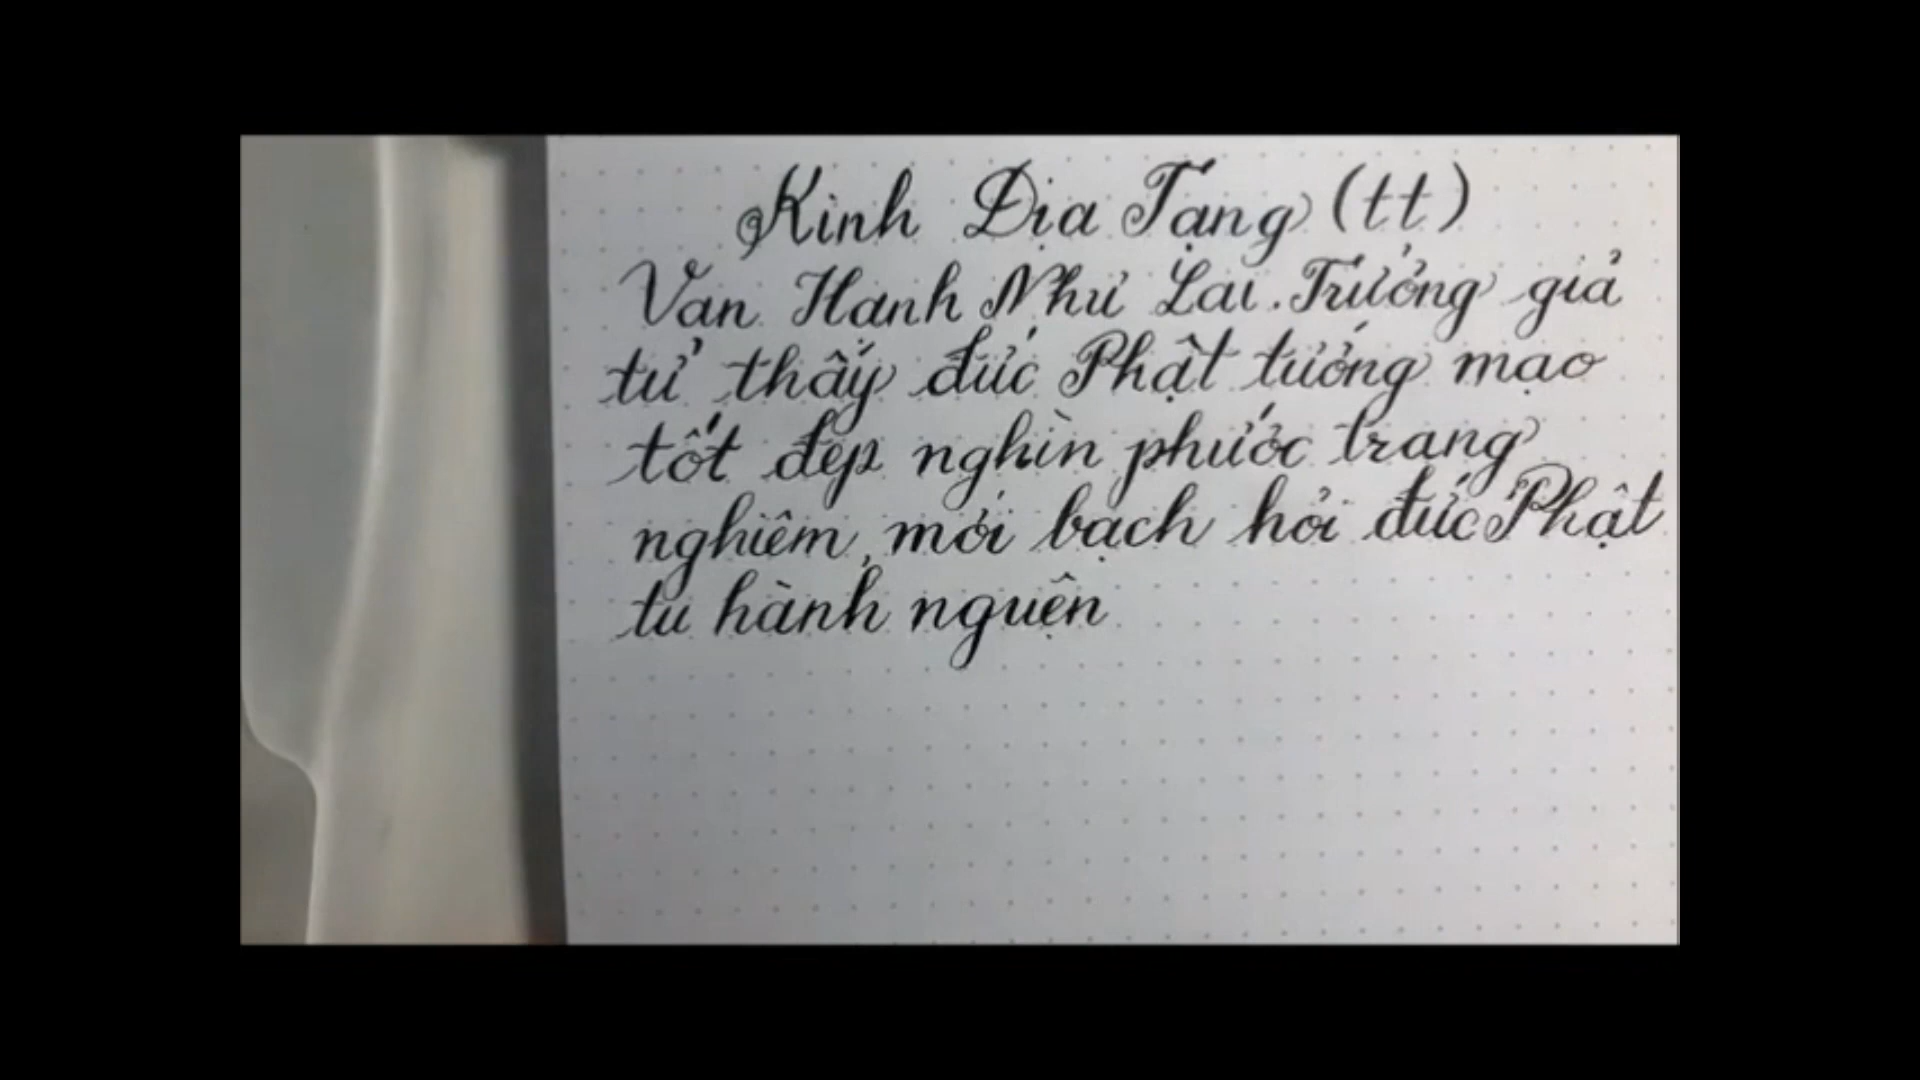 Kinh Địa Tạng (tt)
Vạn Hạnh Như Lai. Trưởng giả
tử thấy đức Phật tướng mạo
tốt đẹp nghìn phước trang
nghiêm, mới bạch hỏi đức Phật
tu hành nguện